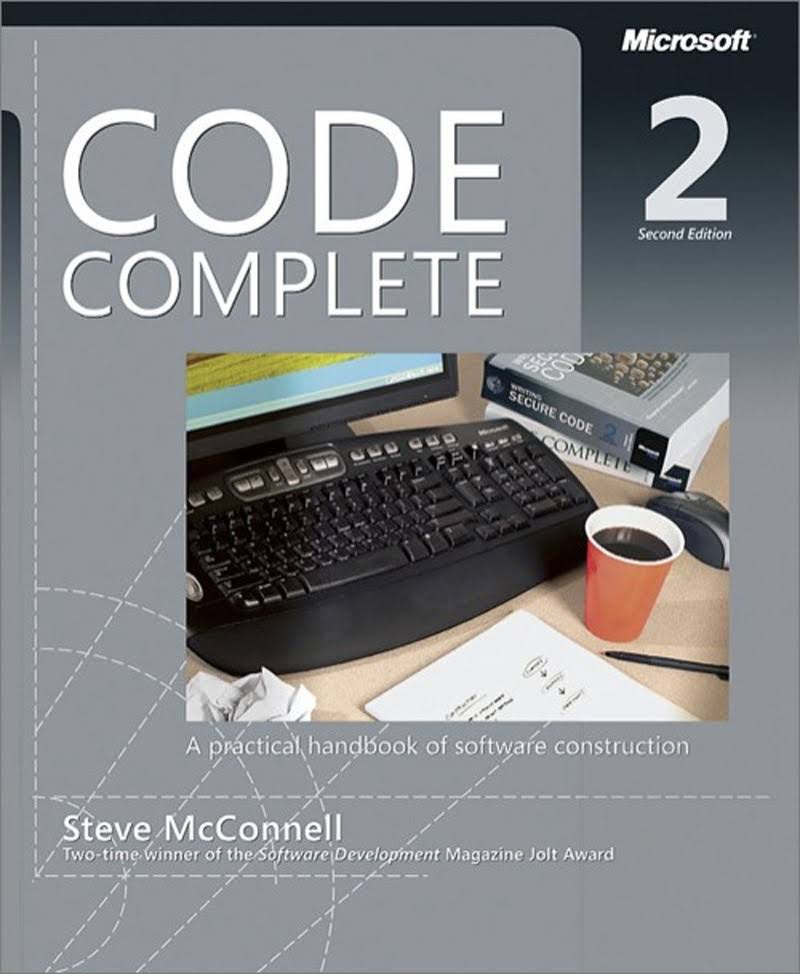 Microsoft
2
Second Edition
CODE
COMPLETE
WRITING
SECURE CODE
2
COMPLETE
A practical handbook of software construction
Steve McConnell
Two-time winner of the Software Development Magazine Jolt Award